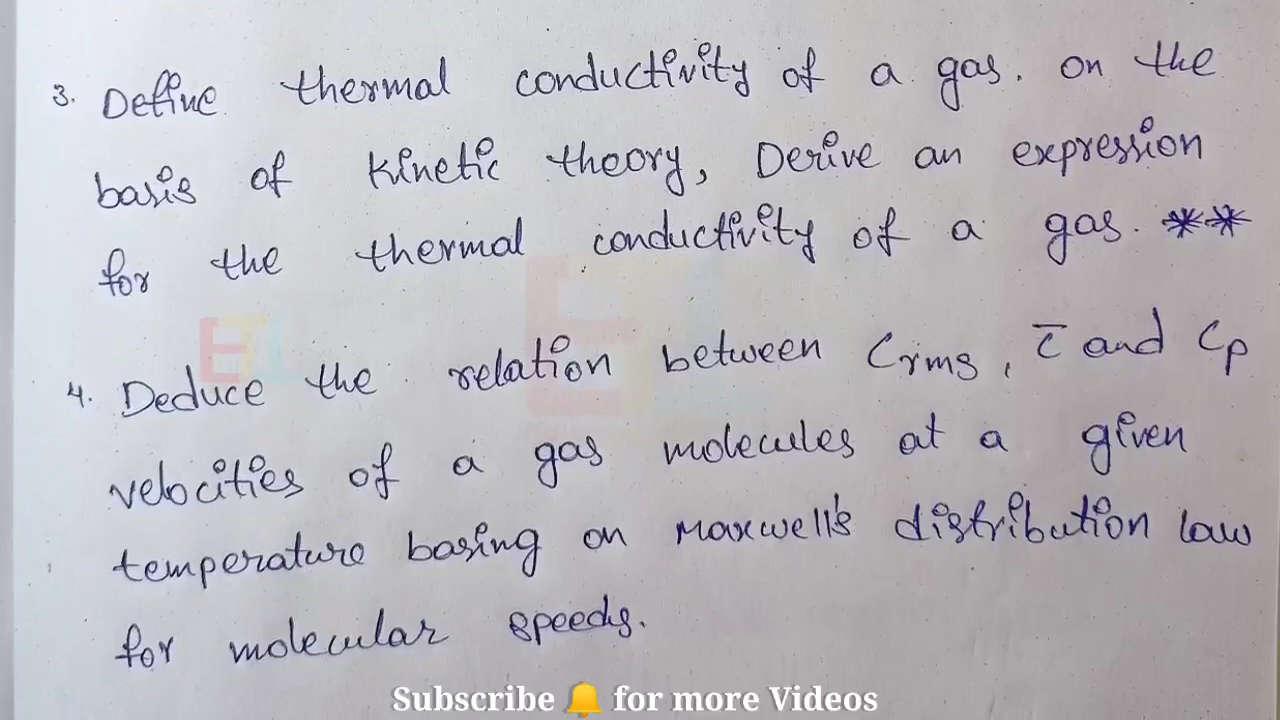 3. Define thermal conductivity of a gas. on the
basis of Kinetic theory, Derive an expression
for the thermal conductivity of a gas. **
4. Deduce the relation between Crms, c̅ and Cp
velocities of a gas molecules at a given
temperature basing on Maxwell's distribution law
for molecular speeds.
Subscribe 🔔 for more Videos